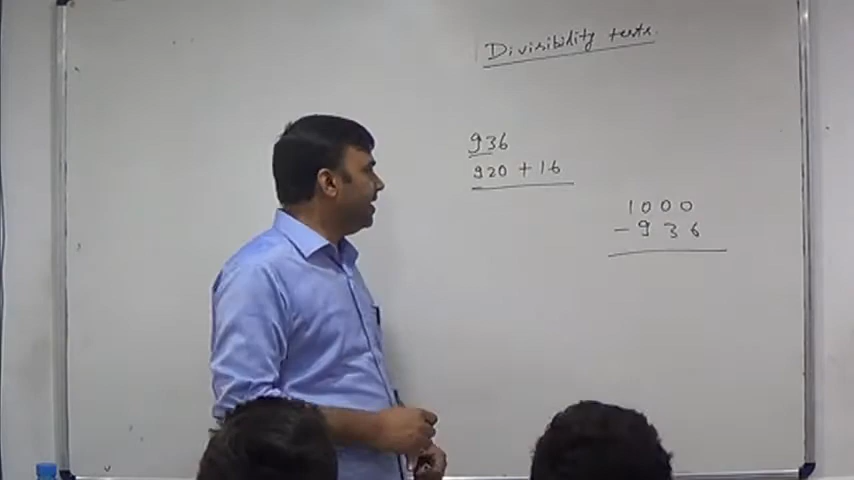 Divisibility tests.
936
920 + 16
1000
- 936